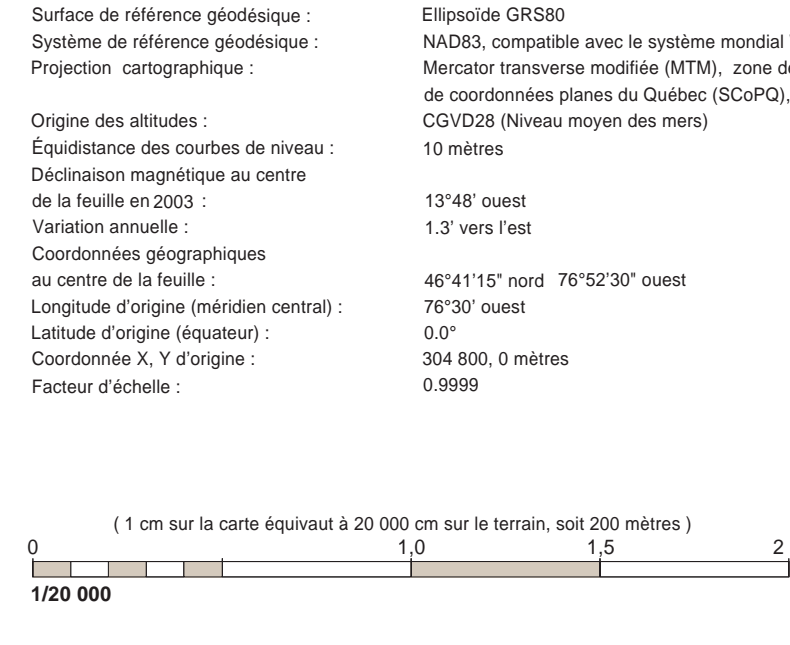 Surface de référence géodésique : Ellipsoïde GRS80
Système de référence géodésique : NAD83, compatible avec le système mondial
Projection cartographique : Mercator transverse modifiée (MTM), zone
de coordonnées planes du Québec (SCoPQ),
Origine des altitudes : CGVD28 (Niveau moyen des mers)
Équidistance des courbes de niveau : 10 mètres
Déclinaison magnétique au centre
de la feuille en 2003 : 13°48' ouest
Variation annuelle : 1.3' vers l'est
Coordonnées géographiques
au centre de la feuille : 46°41'15" nord 76°52'30" ouest
Longitude d'origine (méridien central) : 76°30' ouest
Latitude d'origine (équateur) : 0.0°
Coordonnée X, Y d'origine : 304 800, 0 mètres
Facteur d'échelle : 0.9999
( 1 cm sur la carte équivaut à 20 000 cm sur le terrain, soit 200 mètres )
0 1,0 1,5 2
1/20 000